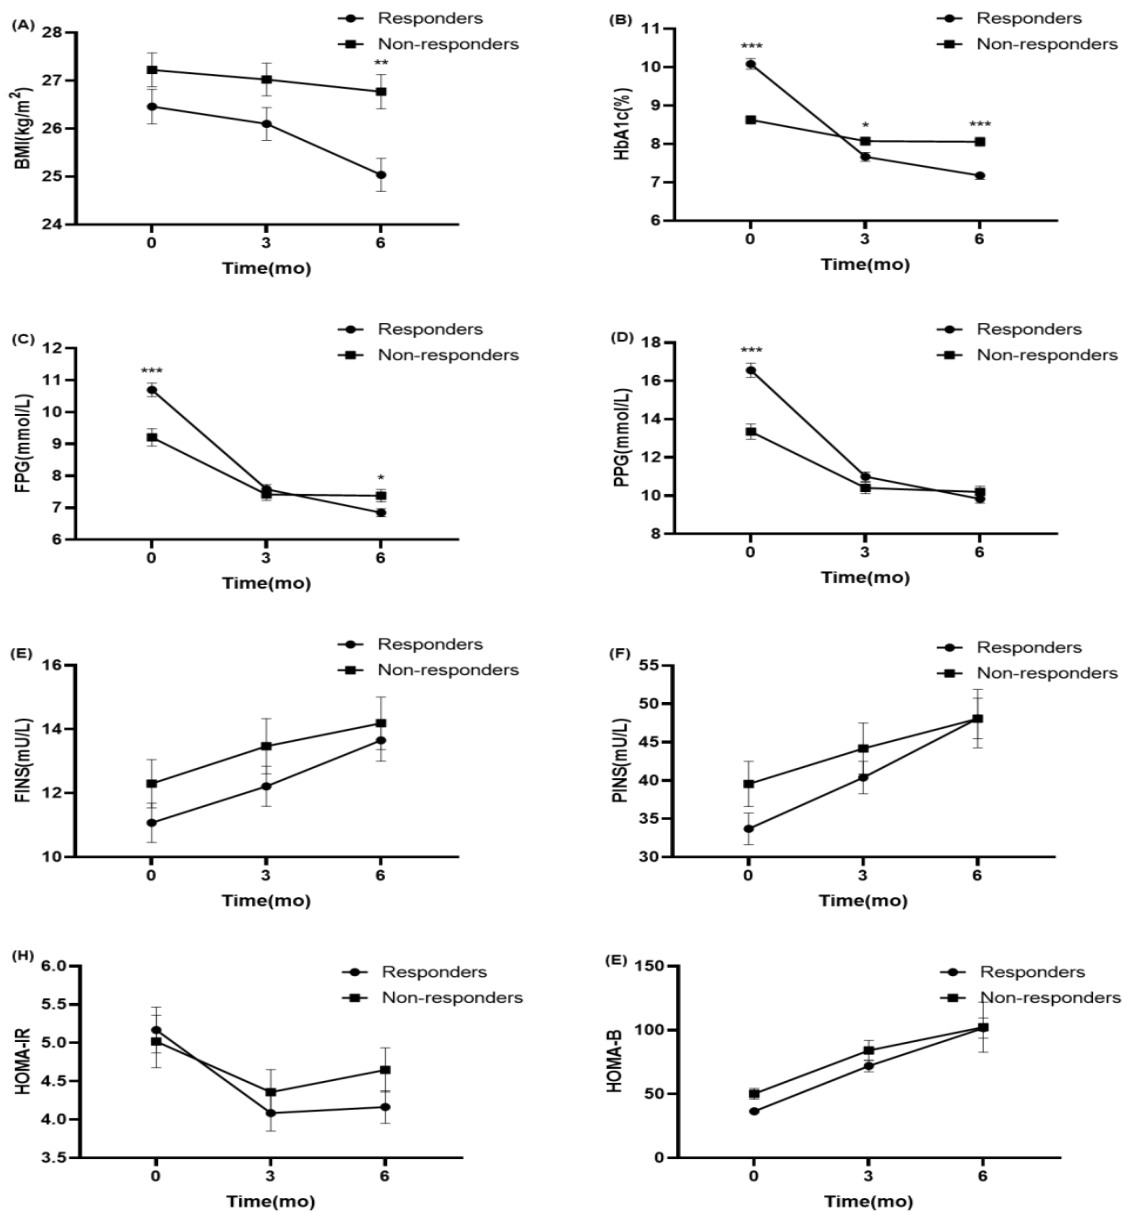 (A)
Responders
Non-responders
28
27
26
25
24
BMI(kg/m²)
**
0 3 6
Time(mo)
(B)
Responders
Non-responders
11
10
9
8
7
6
HbA1c(%)
***
*
***
0 3 6
Time(mo)
(C)
Responders
Non-responders
12
11
10
9
8
7
6
FPG(mmol/L)
***
*
0 3 6
Time(mo)
(D)
Responders
Non-responders
18
16
14
12
10
8
PPG(mmol/L)
***
0 3 6
Time(mo)
(E)
Responders
Non-responders
16
14
12
10
FINS(mU/L)
0 3 6
Time(mo)
(F)
Responders
Non-responders
55
50
45
40
35
30
PINS(mU/L)
0 3 6
Time(mo)
(H)
Responders
Non-responders
6.0
5.5
5.0
4.5
4.0
3.5
HOMA-IR
0 3 6
Time(mo)
(E)
Responders
Non-responders
150
100
50
0
HOMA-B
0 3 6
Time(mo)